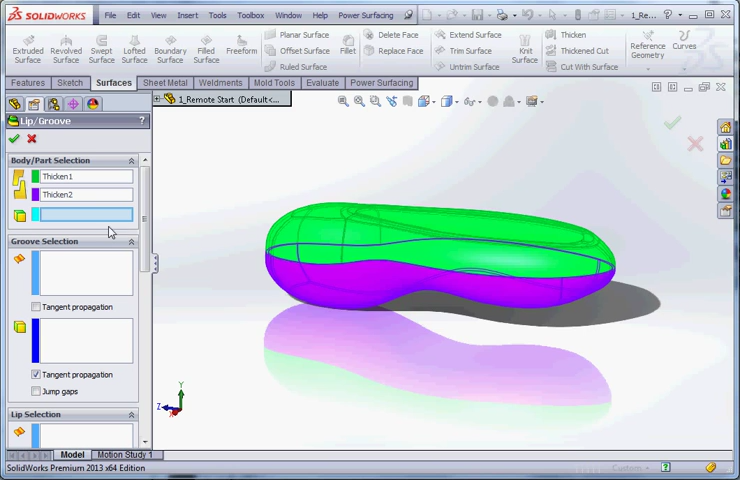 SOLIDWORKS File Edit View Insert Tools Toolbox Window Help Power Surfacing 1_Re... ?
Extruded Surface Revolved Surface Swept Surface Lofted Surface Boundary Surface Filled Surface Freeform
Planar Surface
Offset Surface
Ruled Surface
Delete Face
Replace Face
Knit Surface
Extend Surface
Trim Surface
Untrim Surface
Thicken
Thickened Cut
Cut With Surface
Reference Geometry
Curves
Features Sketch Surfaces Sheet Metal Weldments Mold Tools Evaluate Power Surfacing
1_Remote Start (Default<...
Lip/Groove ?
Body/Part Selection
Thicken1
Thicken2
Groove Selection
Tangent propagation
Tangent propagation
Jump gaps
Lip Selection
Y
Z
X
Model Motion Study 1
SolidWorks Premium 2013 x64 Edition Custom ?